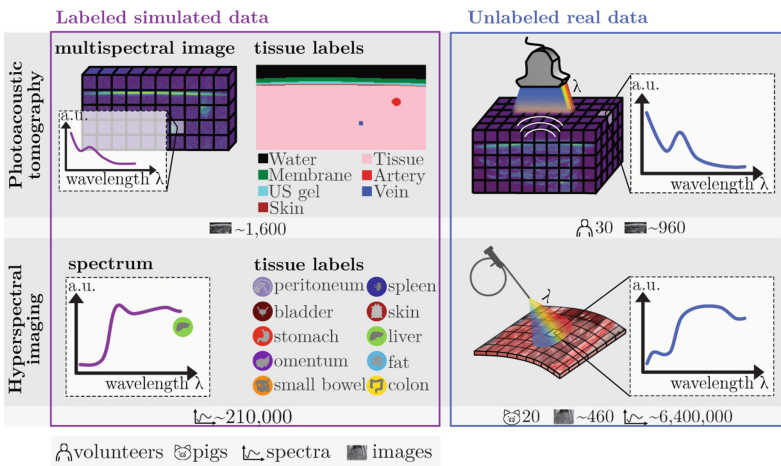 Labeled simulated data
Unlabeled real data
Photoacoustic
tomography
multispectral image
a.u.
wavelength λ
tissue labels
Water
Membrane
US gel
Skin
Tissue
Artery
Vein
~1,600
λ
a.u.
wavelength λ
30
~960
Hyperspectral
imaging
spectrum
a.u.
wavelength λ
tissue labels
peritoneum
bladder
stomach
omentum
small bowel
spleen
skin
liver
fat
colon
~210,000
λ
a.u.
wavelength λ
20
~460
~6,400,000
volunteers pigs spectra images